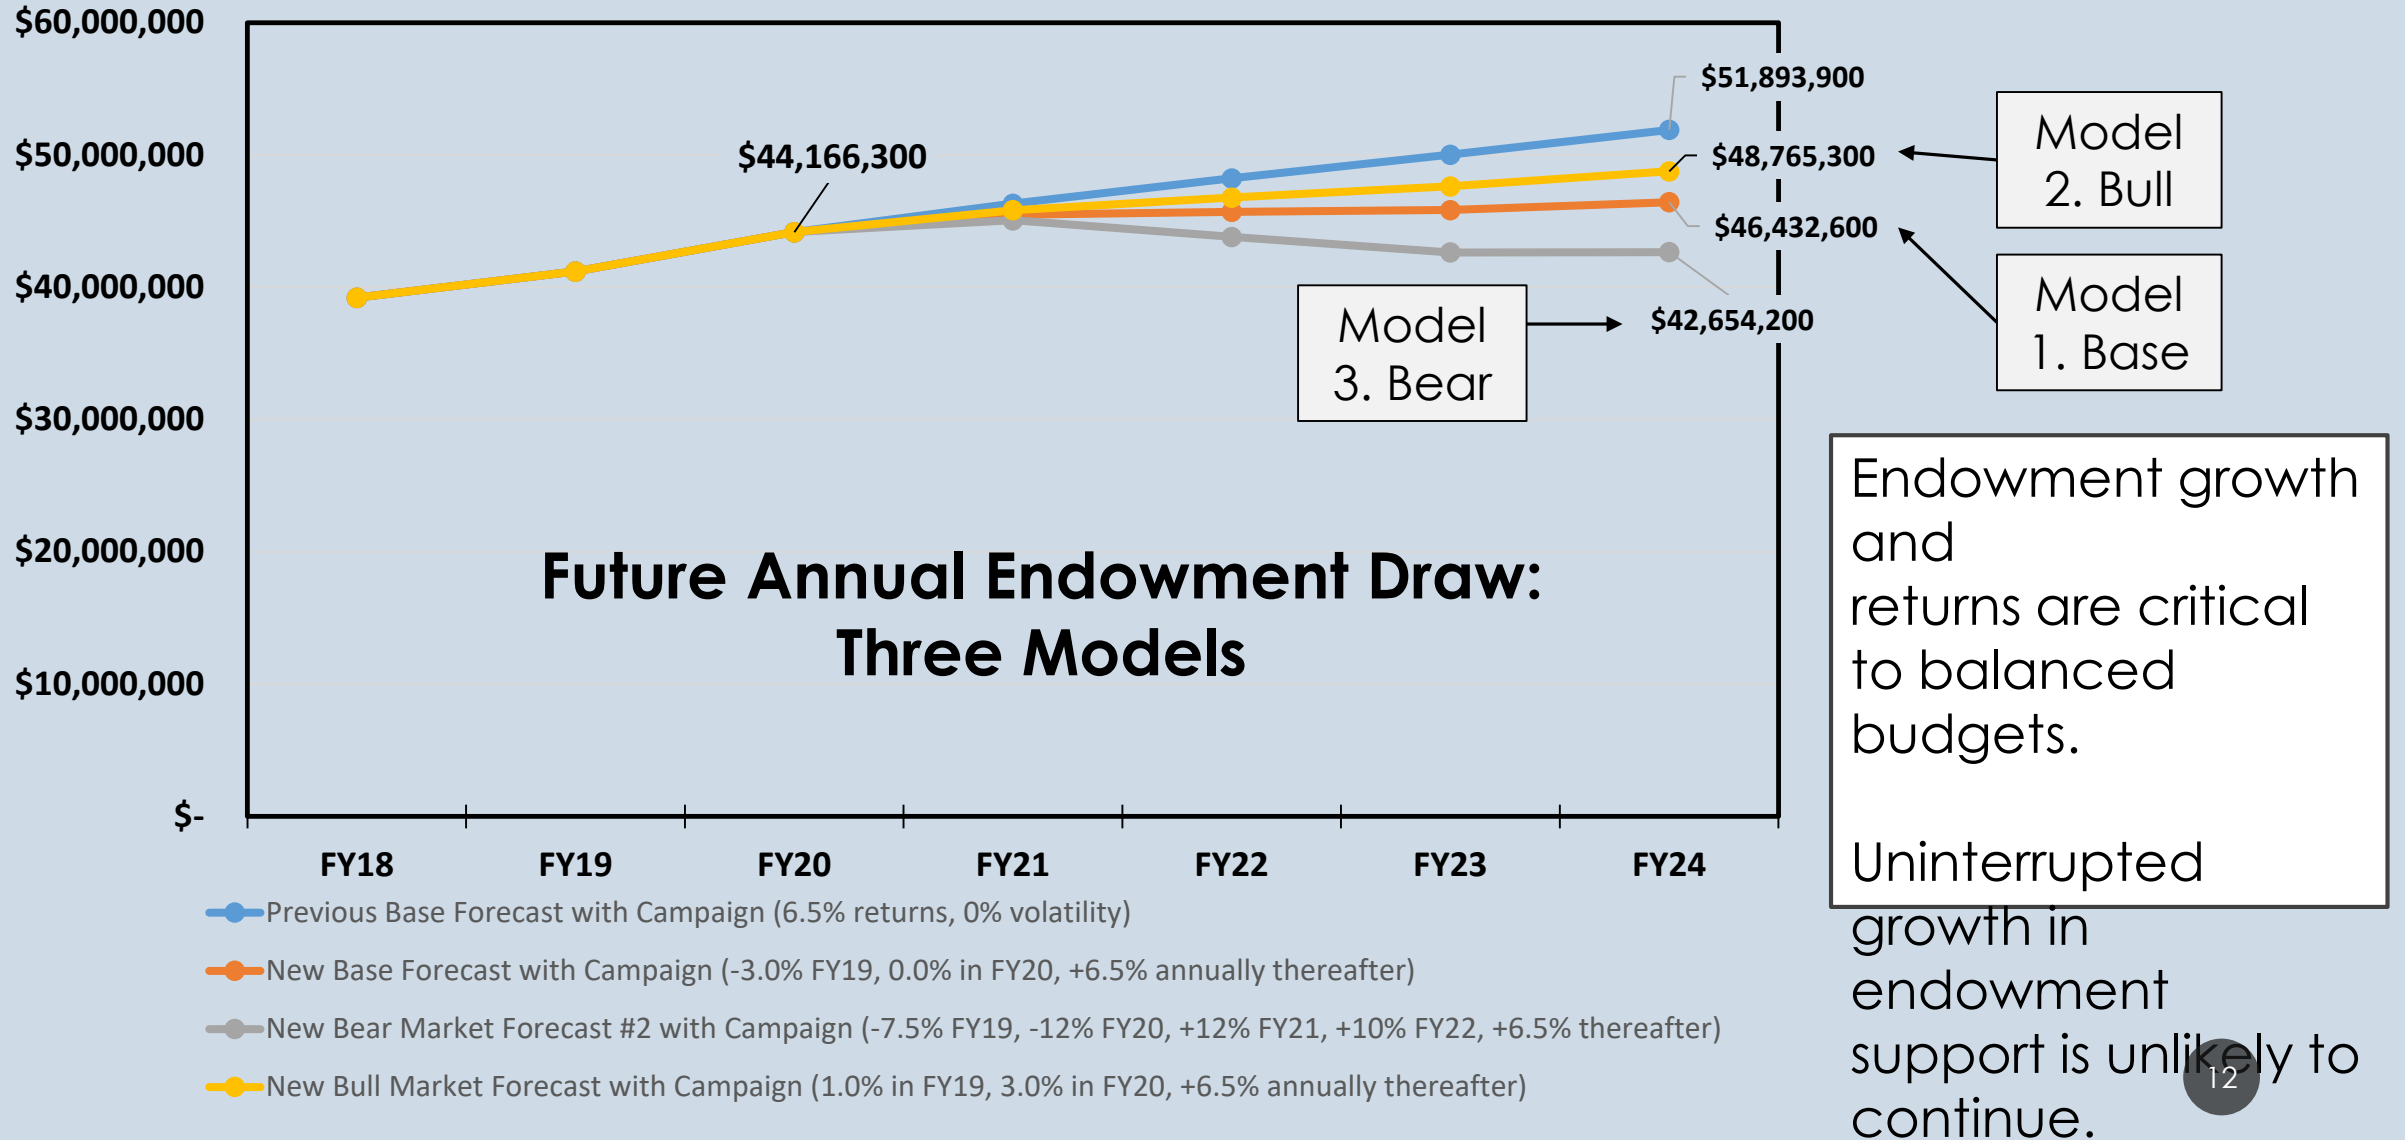 $60,000,000
$50,000,000
$40,000,000
$30,000,000
$20,000,000
$10,000,000
$-
$44,166,300
$51,893,900
$48,765,300
$46,432,600
$42,654,200
Model
2. Bull
Model
1. Base
Model
3. Bear
Future Annual Endowment Draw:
Three Models
FY18
FY19
FY20
FY21
FY22
FY23
FY24
Previous Base Forecast with Campaign (6.5% returns, 0% volatility)
New Base Forecast with Campaign (-3.0% FY19, 0.0% in FY20, +6.5% annually thereafter)
New Bear Market Forecast #2 with Campaign (-7.5% FY19, -12% FY20, +12% FY21, +10% FY22, +6.5% thereafter)
New Bull Market Forecast with Campaign (1.0% in FY19, 3.0% in FY20, +6.5% annually thereafter)
Endowment growth
and
returns are critical
to balanced
budgets.
Uninterrupted
growth in
endowment
support is unlikely to
continue.
12